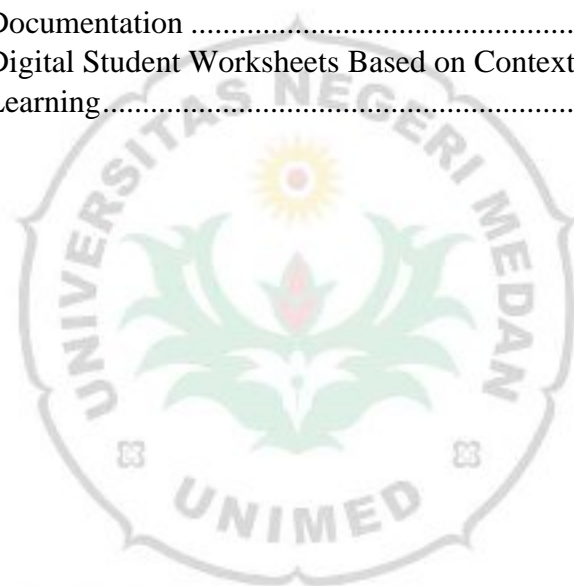 Documentation ................................................
Digital Student Worksheets Based on Context
Learning............................................................
UNIVERSITAS NEGERI MEDAN
UNIMED